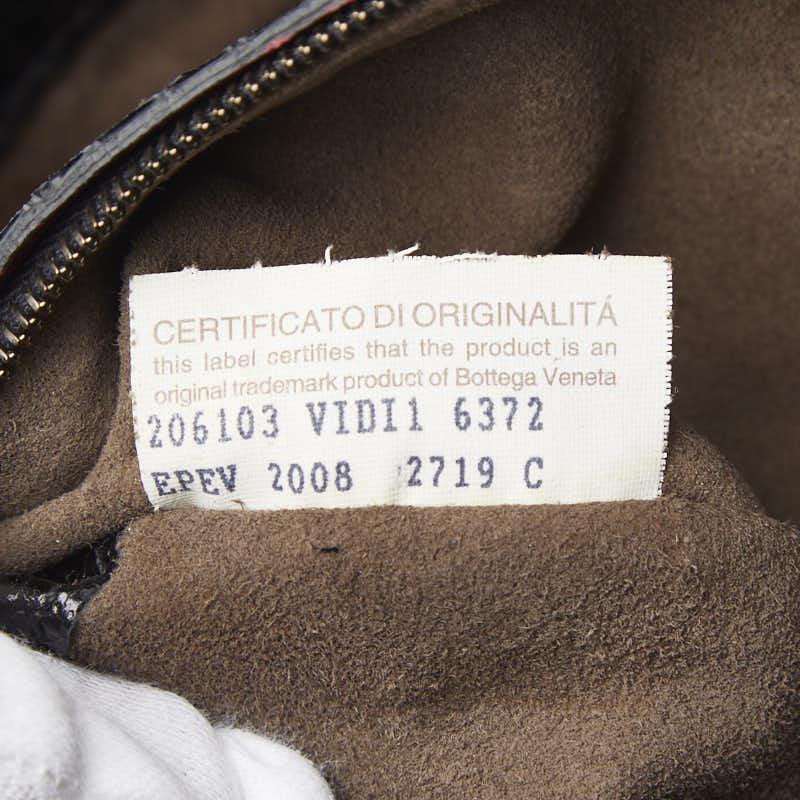 CERTIFICATO DI ORIGINALITÁ
this label certifies that the product is an
original trademark product of Bottega Veneta
206103 VIDI1 6372
EPEV 2008 2719 C